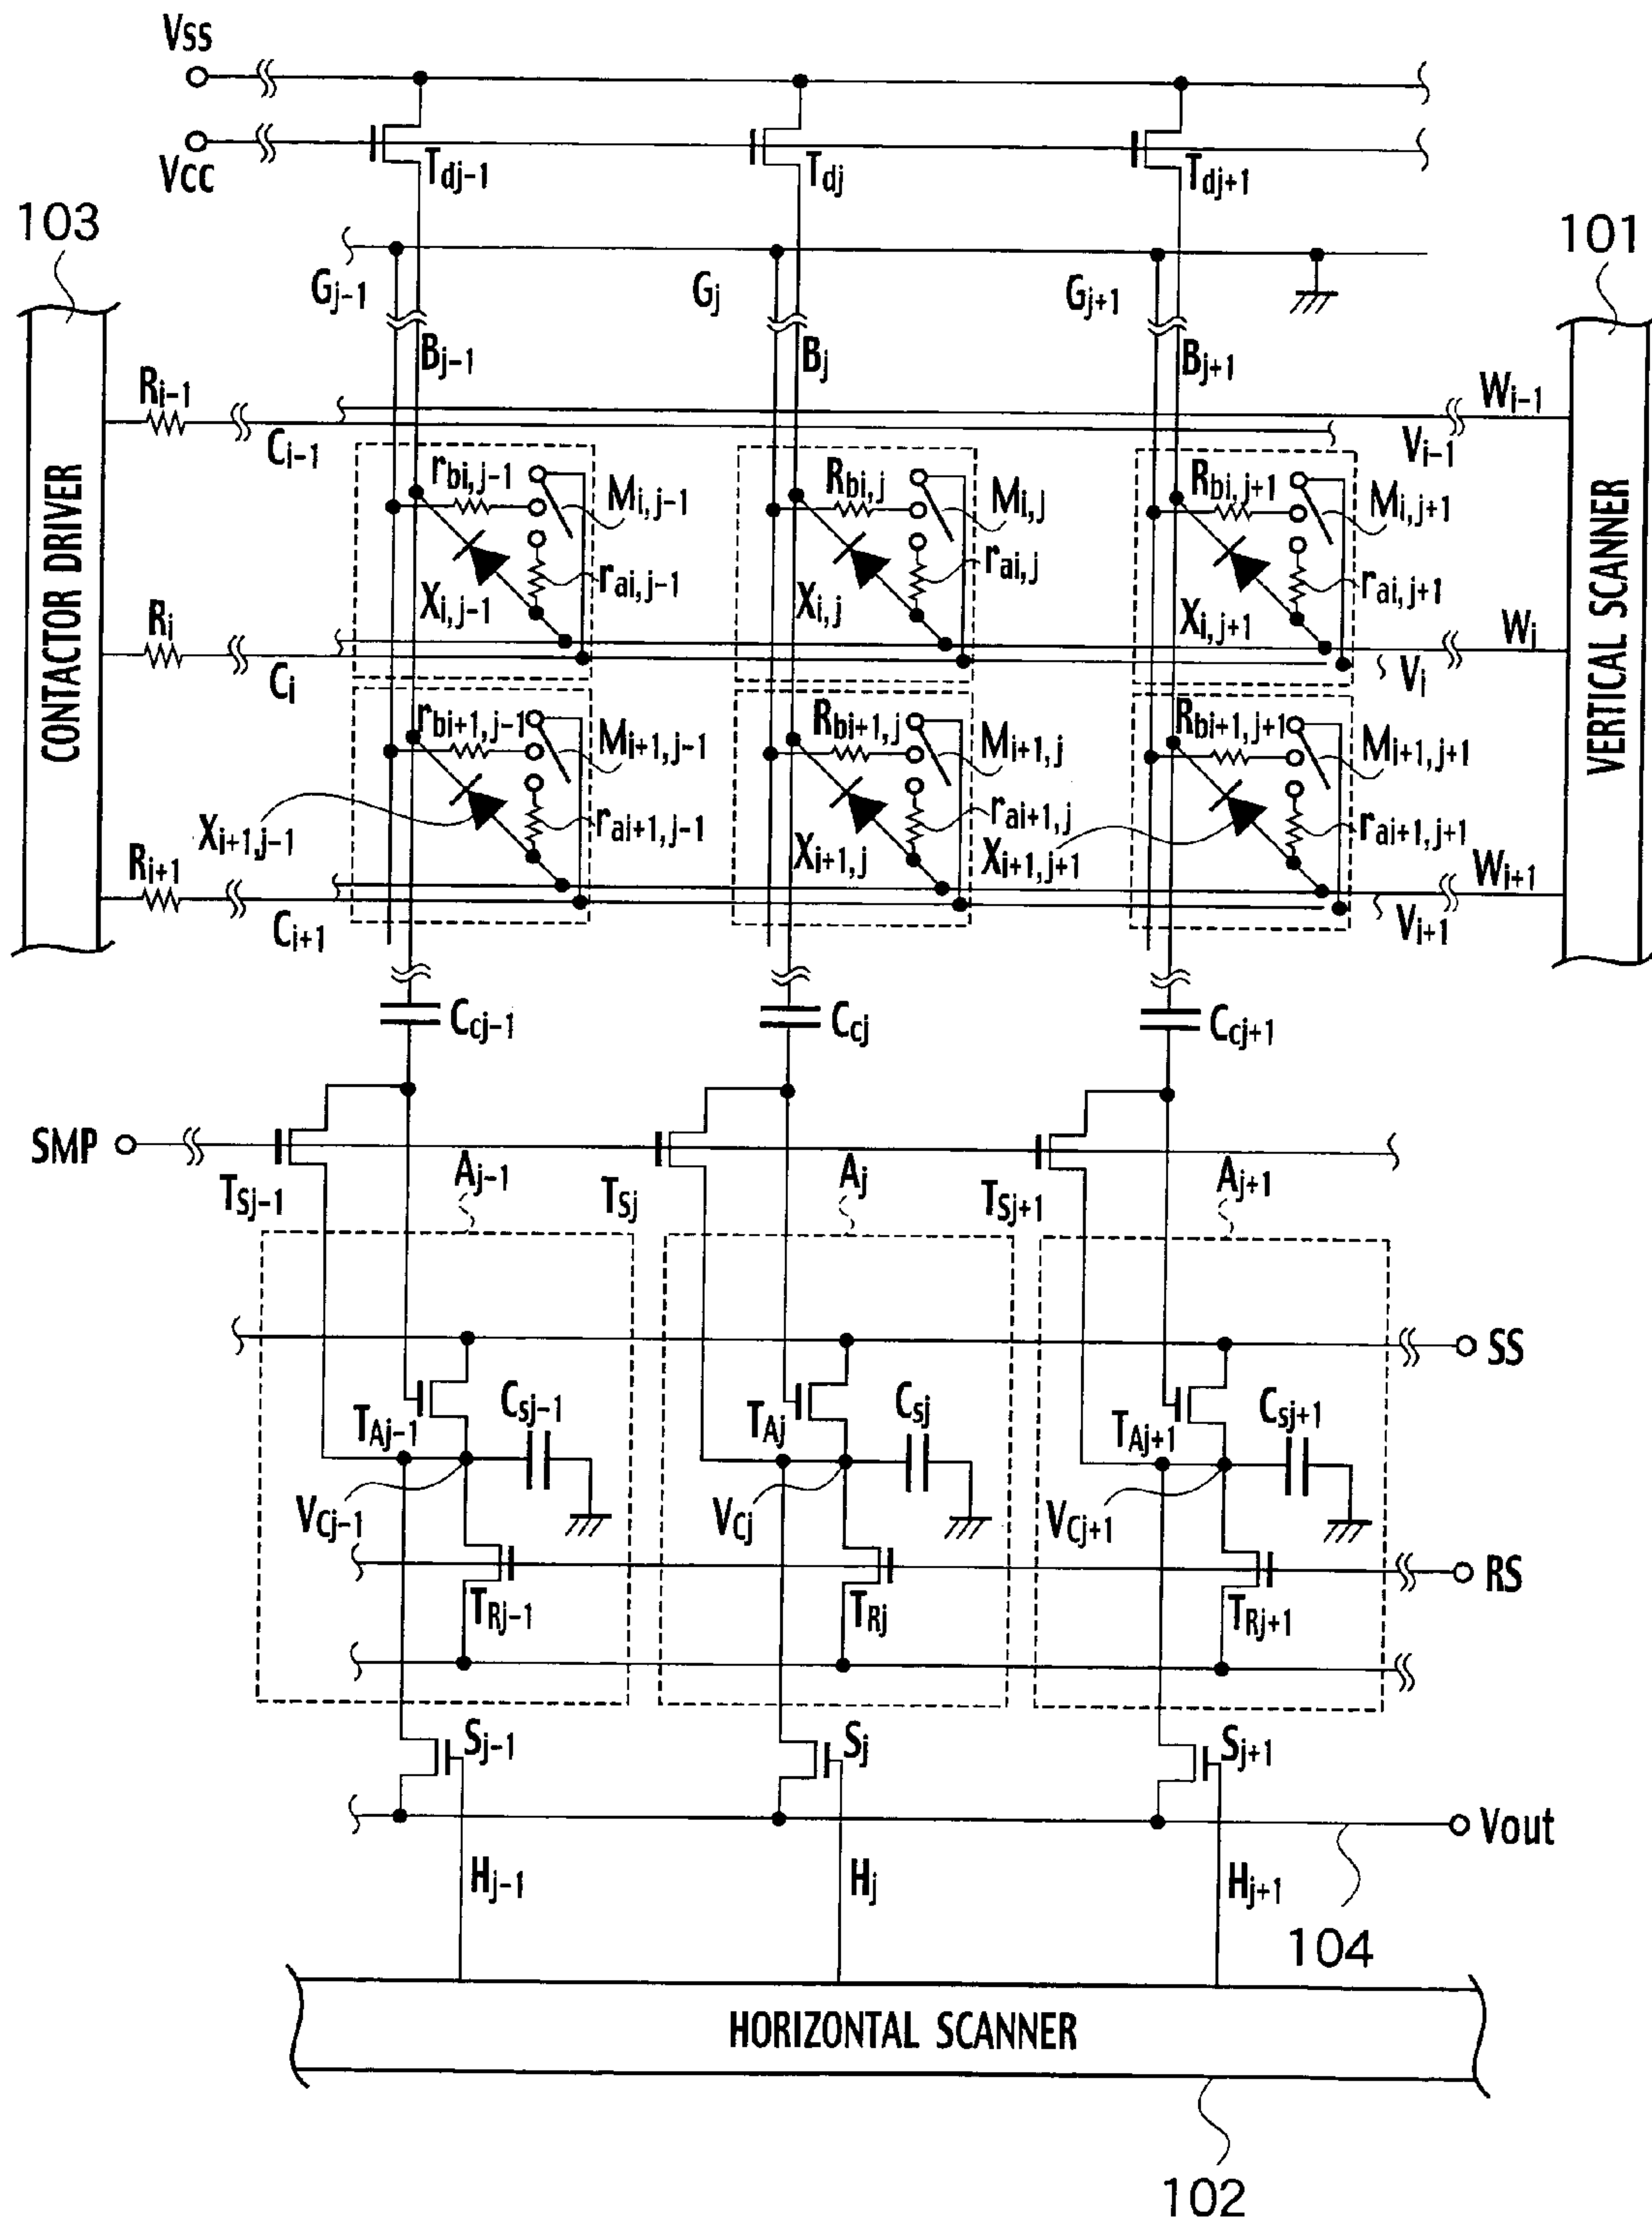 Vss
Vcc
Tdj-1
Tdj
Tdj+1
103
101
Gj-1
Gj
Gj+1
Bj-1
Bj
Bj+1
CONTACTOR DRIVER
VERTICAL SCANNER
Ri-1
Ci-1
Wi-1
Vi-1
rbi,j-1
Mi,j-1
Rbi,j
Mi,j
Rbi,j+1
Mi,j+1
rai,j-1
rai,j
rai,j+1
Xi,j-1
Xi,j
Xi,j+1
Ri
Ci
Wi
Vi
rbi+1,j-1
Mi+1,j-1
Rbi+1,j
Mi+1,j
Rbi+1,j+1
Mi+1,j+1
Xi+1,j-1
rai+1,j-1
Xi+1,j
rai+1,j
Xi+1,j+1
rai+1,j+1
Ri+1
Ci+1
Wi+1
Vi+1
Ccj-1
Ccj
Ccj+1
SMP
TSj-1
Aj-1
TSj
Aj
TSj+1
Aj+1
SS
TAj-1
Csj-1
TAj
Csj
TAj+1
Csj+1
VCj-1
VCj
VCj+1
RS
TRj-1
TRj
TRj+1
Sj-1
Sj
Sj+1
Vout
Hj-1
Hj
Hj+1
104
HORIZONTAL SCANNER
102